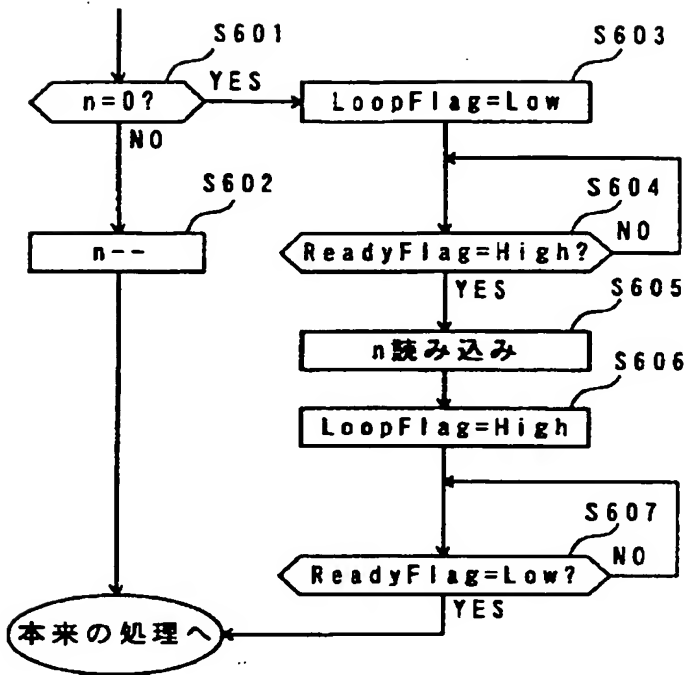 S601
n=0?
YES
NO
S602
n--
S603
LoopFlag=Low
S604
ReadyFlag=High?
NO
YES
S605
n読み込み
S606
LoopFlag=High
S607
ReadyFlag=Low?
NO
YES
本来の処理へ